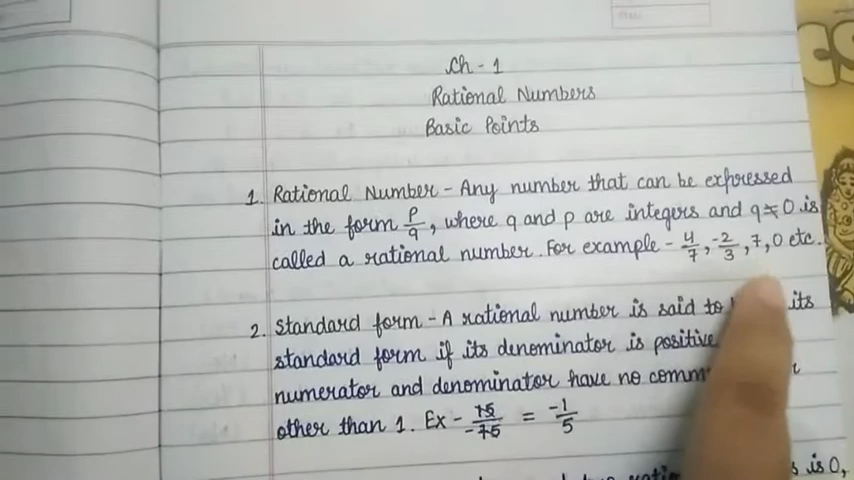 Ch - 1
Rational Numbers
Basic Points
1. Rational Number - Any number that can be expressed
in the form p/q, where q and p are integers and q ≠ 0 is
called a rational number. For example - 4/7, -2/3, 7, 0 etc.
2. Standard form - A rational number is said to its
standard form if its denominator is positive
numerator and denominator have no
other than 1. Ex - 15/-75 = -1/5
is 0,